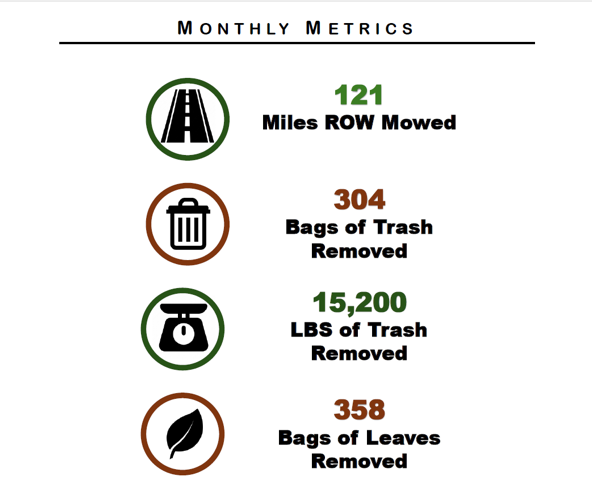 MONTHLY METRICS
121
Miles ROW Mowed
304
Bags of Trash
Removed
15,200
LBS of Trash
Removed
358
Bags of Leaves
Removed